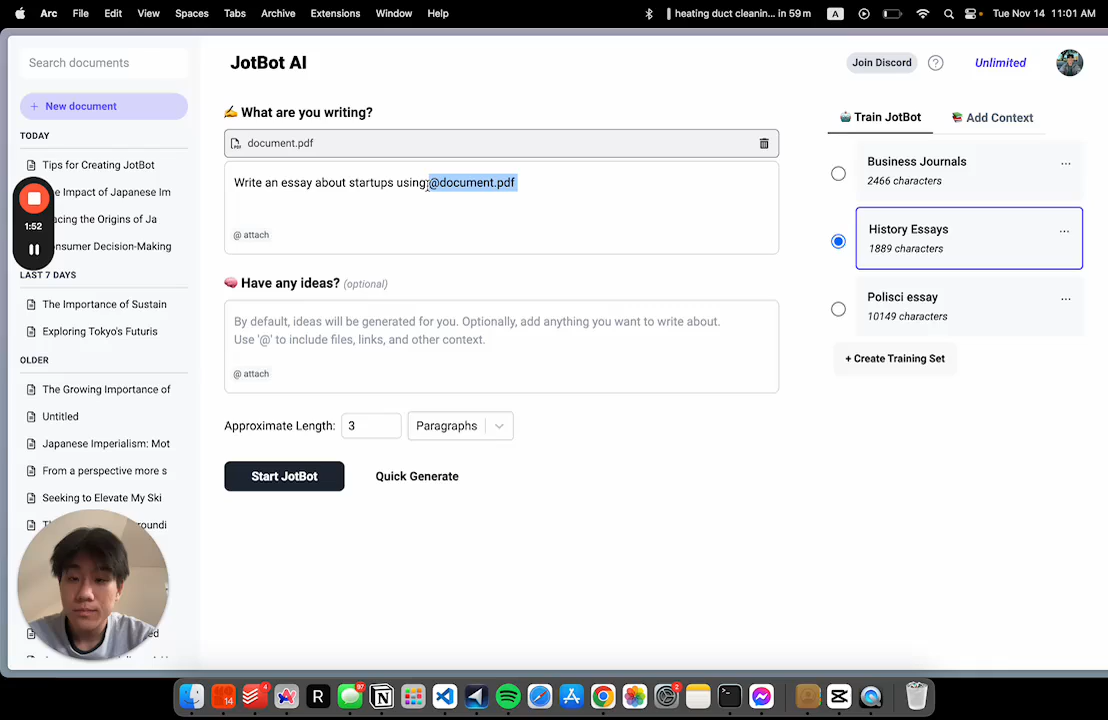 Arc File Edit View Spaces Tabs Archive Extensions Window Help
heating duct cleanin... in 59 m
A
Tue Nov 14 11:01 AM
Search documents
JotBot AI
Join Discord
?
Unlimited
+ New document
TODAY
Tips for Creating JotBot
e Impact of Japanese Im
acing the Origins of Ja
onsumer Decision-Making
1:52
LAST 7 DAYS
The Importance of Sustain
Exploring Tokyo's Futuris
OLDER
The Growing Importance of
Untitled
Japanese Imperialism: Mot
From a perspective more s
Seeking to Elevate My Ski
oundi
ed
✍️ What are you writing?
document.pdf
Write an essay about startups using @document.pdf
@ attach
🧠 Have any ideas? (optional)
By default, ideas will be generated for you. Optionally, add anything you want to write about.
Use '@' to include files, links, and other context.
@ attach
Approximate Length: 3 Paragraphs
Start JotBot
Quick Generate
🤖 Train JotBot
📚 Add Context
Business Journals
...
2466 characters
History Essays
...
1889 characters
Polisci essay
...
10149 characters
+ Create Training Set
14
4
R
2